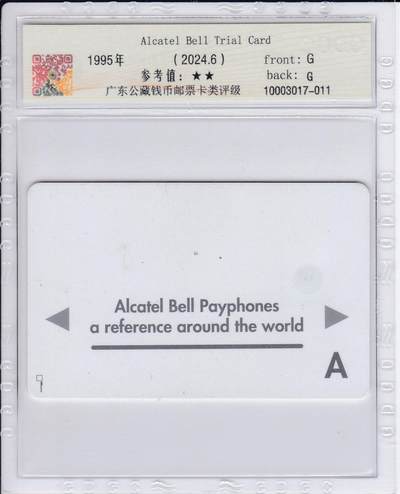 Alcatel Bell Trial Card
1995年 (2024.6) front: G
参考值: ★★ back: G
广东公藏钱币邮票卡类评级 10003017-011
Alcatel Bell Payphones
a reference around the world
A